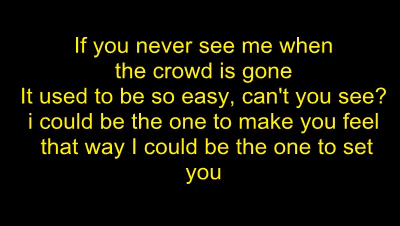 If you never see me when
the crowd is gone
It used to be so easy, can't you see?
i could be the one to make you feel
that way I could be the one to set
you